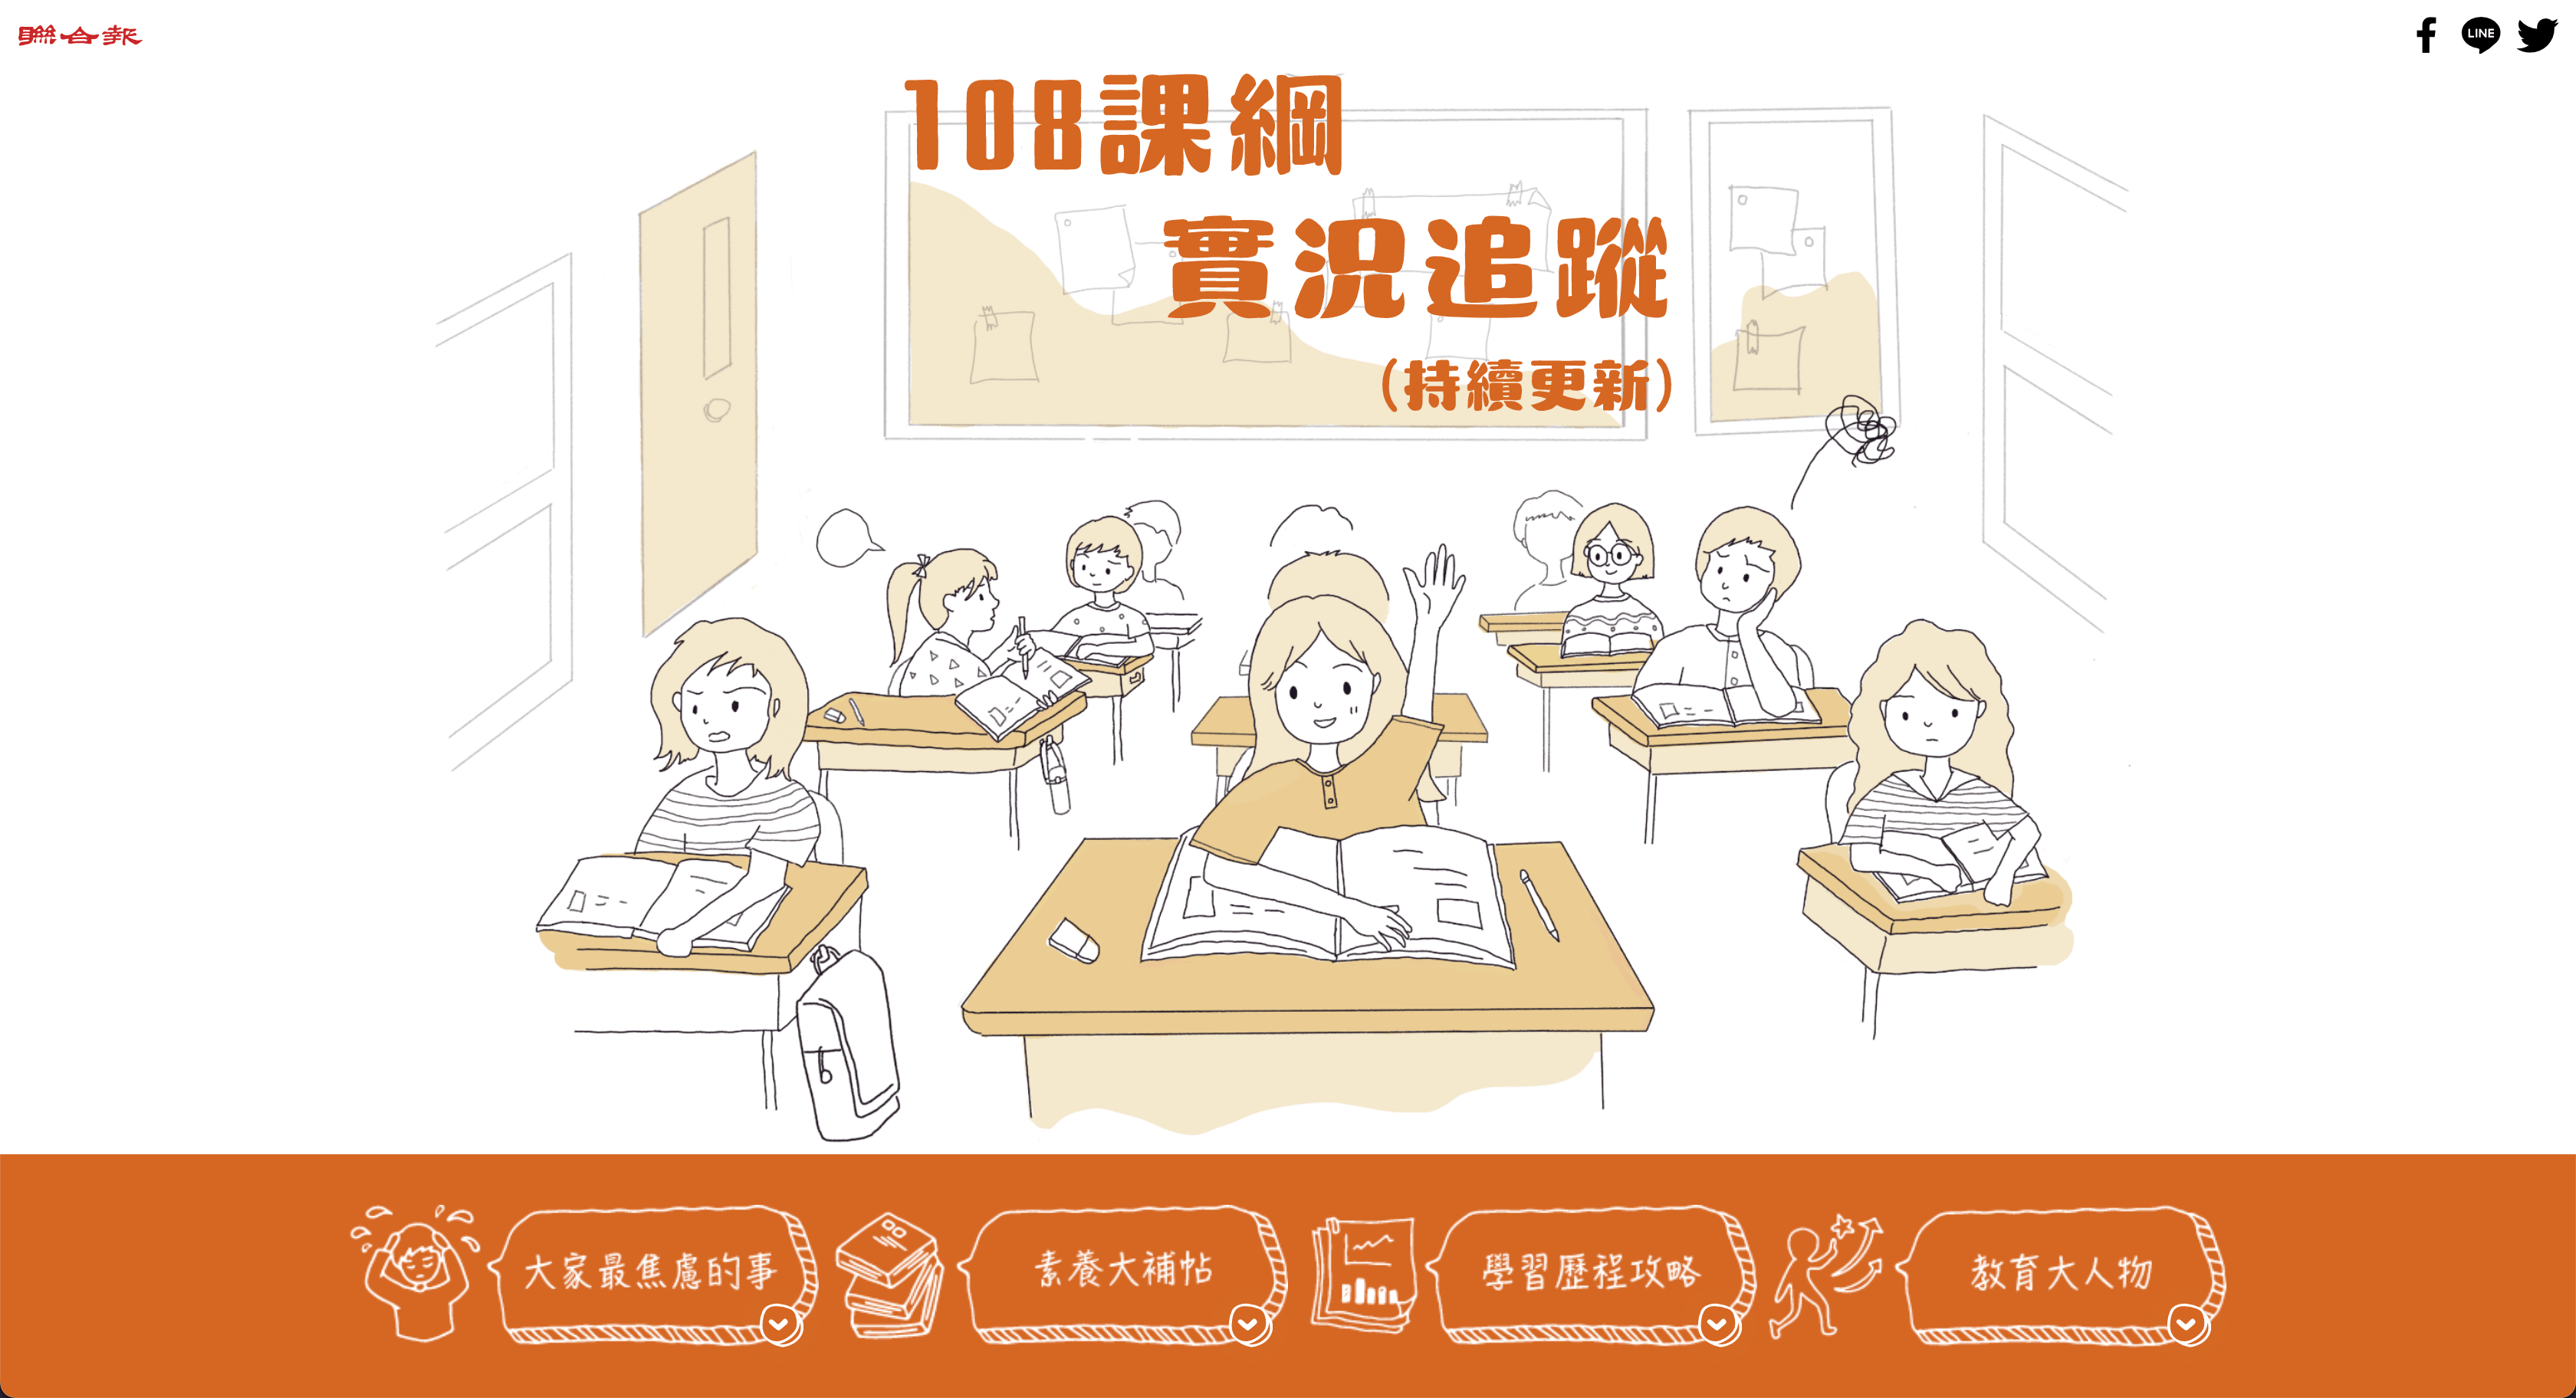 聯合報
LINE
108課綱
實況追蹤
(持續更新)
大家最焦慮的事
素養大補帖
學習歷程攻略
教育大人物